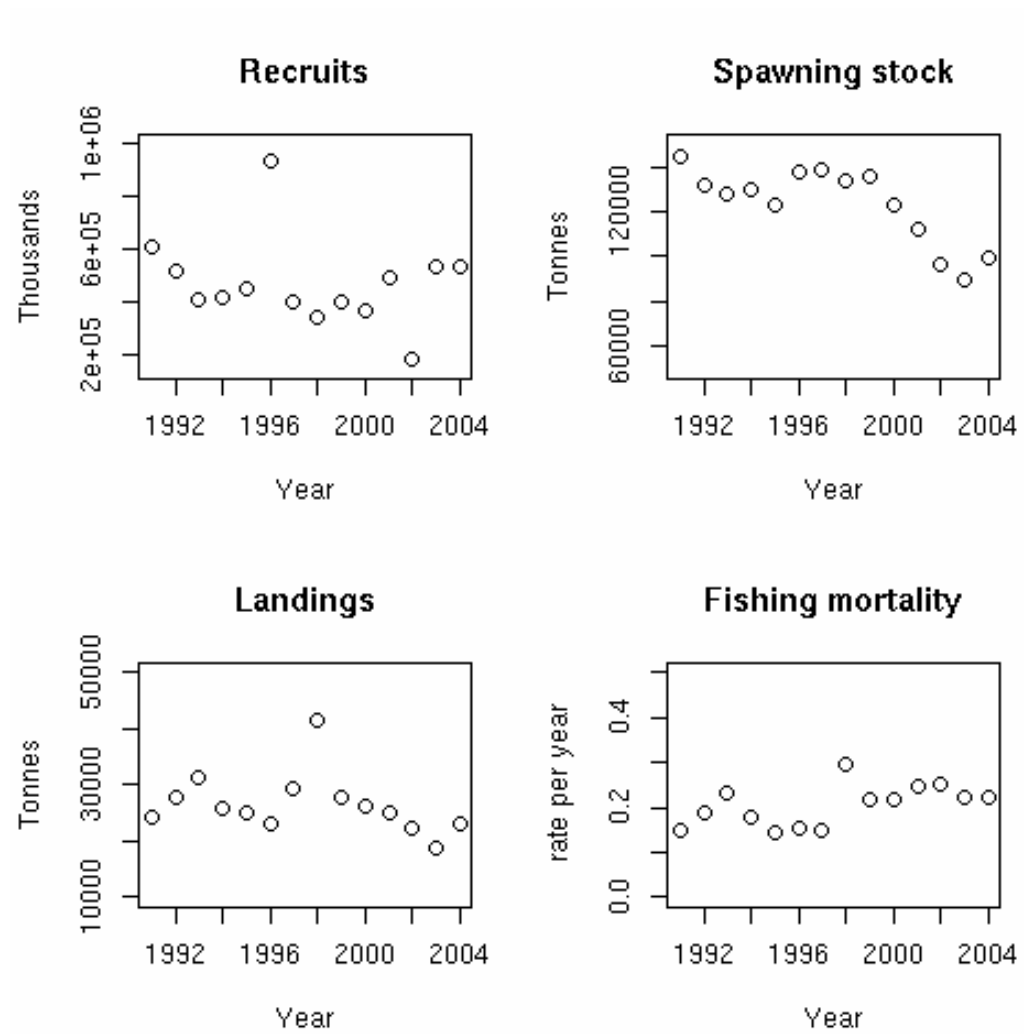 Recruits
Thousands
2e+05
6e+05
1e+06
1992
1996
2000
2004
Year
Spawning stock
Tonnes
60000
120000
1992
1996
2000
2004
Year
Landings
Tonnes
10000
30000
50000
1992
1996
2000
2004
Year
Fishing mortality
rate per year
0.0
0.2
0.4
1992
1996
2000
2004
Year